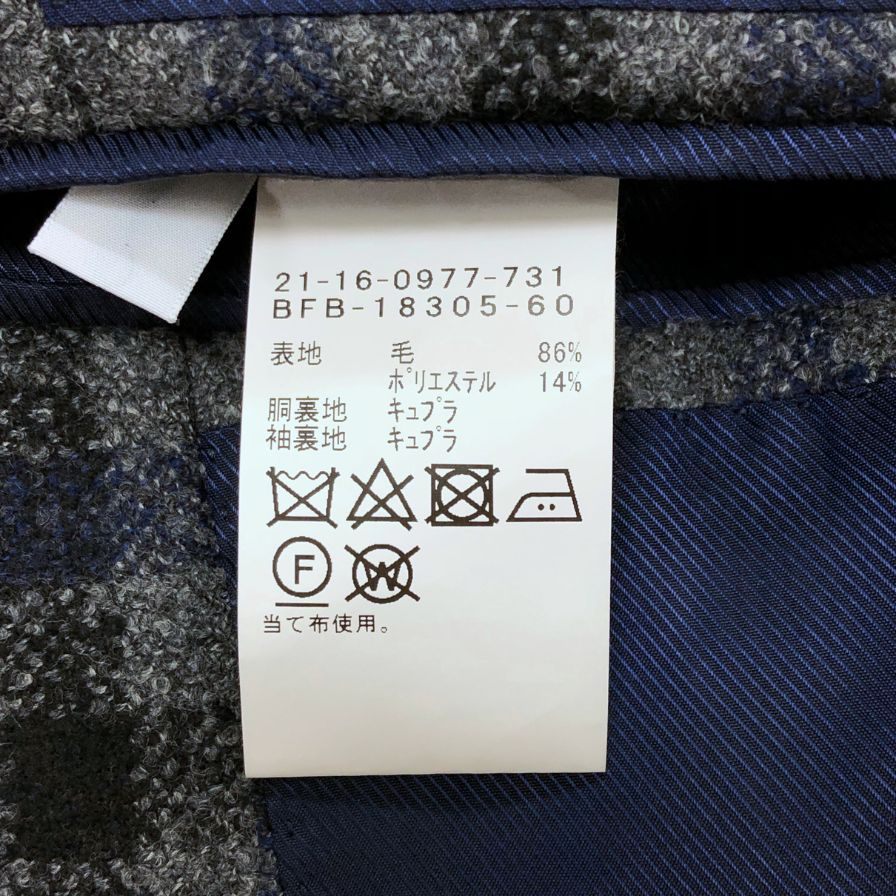 21-16-0977-731
BFB-18305-60
表地 毛 86%
ポリエステル 14%
胴裏地 キュプラ
袖裏地 キュプラ
F W
当て布使用。